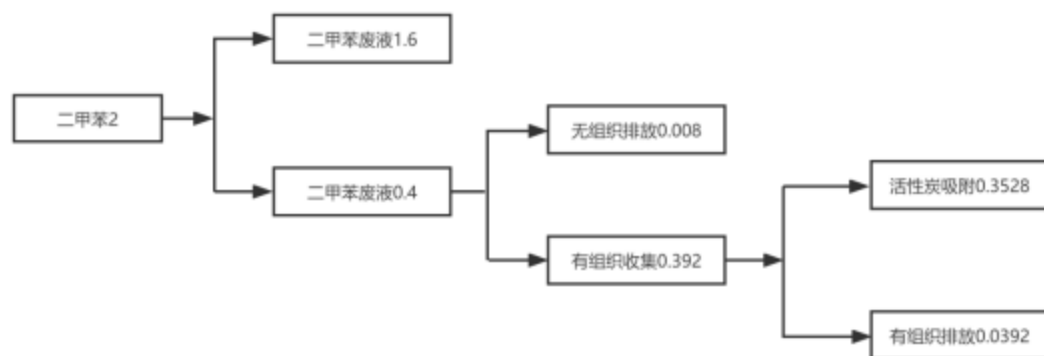 二甲苯废液1.6
二甲苯2
无组织排放0.008
二甲苯废液0.4
活性炭吸附0.3528
有组织收集0.392
有组织排放0.0392